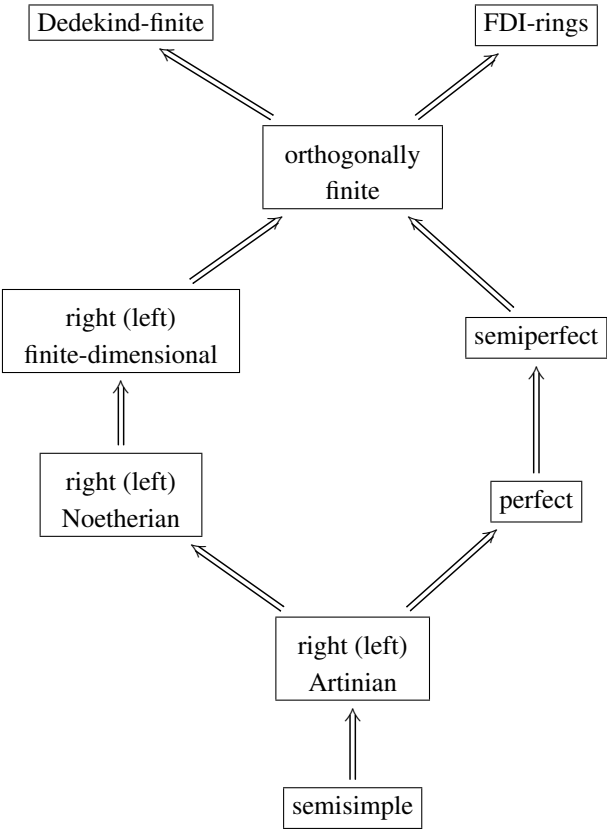 Dedekind-finite
FDI-rings
orthogonally
finite
right (left)
finite-dimensional
semiperfect
right (left)
Noetherian
perfect
right (left)
Artinian
semisimple